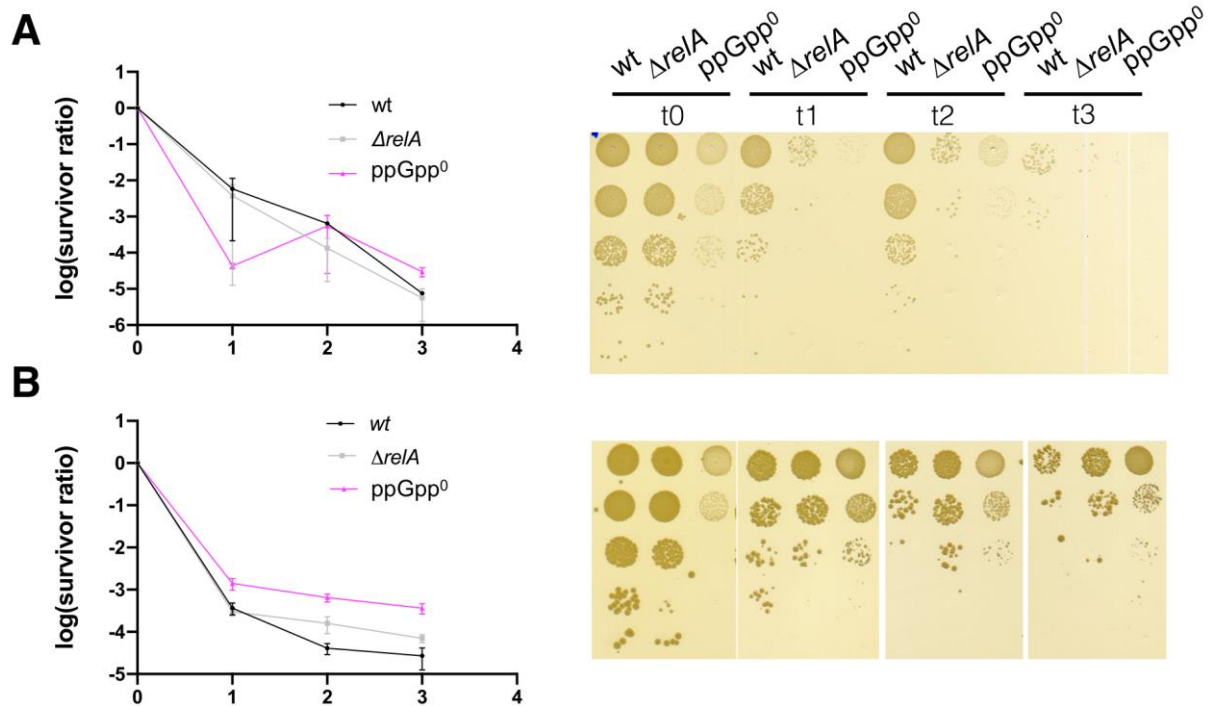 A
log(survivor ratio)
1
0
-1
-2
-3
-4
-5
-6
0 1 2 3 4
wt
ΔrelA
ppGpp⁰
wt ΔrelA ppGpp⁰ wt ΔrelA ppGpp⁰ wt ΔrelA ppGpp⁰ wt ΔrelA ppGpp⁰
t0 t1 t2 t3
B
log(survivor ratio)
1
0
-1
-2
-3
-4
-5
0 1 2 3 4
wt
ΔrelA
ppGpp⁰